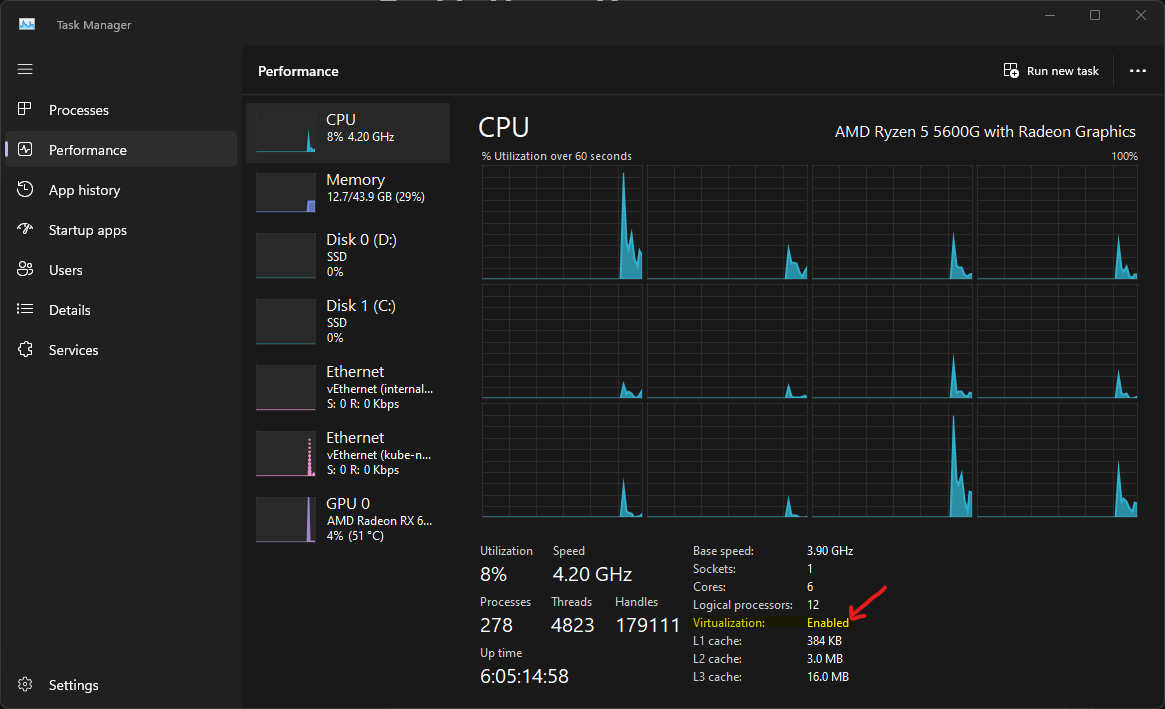 Task Manager
Performance
Run new task
Processes
Performance
App history
Startup apps
Users
Details
Services
Settings
CPU
8% 4.20 GHz
Memory
12.7/43.9 GB (29%)
Disk 0 (D:)
SSD
0%
Disk 1 (C:)
SSD
0%
Ethernet
vEthernet (internal...
S: 0 R: 0 Kbps
Ethernet
vEthernet (kube-n...
S: 0 R: 0 Kbps
GPU 0
AMD Radeon RX 6...
4% (51 °C)
CPU
AMD Ryzen 5 5600G with Radeon Graphics
% Utilization over 60 seconds
100%
Utilization Speed
8% 4.20 GHz
Processes Threads Handles
278 4823 179111
Up time
6:05:14:58
Base speed: 3.90 GHz
Sockets: 1
Cores: 6
Logical processors: 12
Virtualization: Enabled
L1 cache: 384 KB
L2 cache: 3.0 MB
L3 cache: 16.0 MB